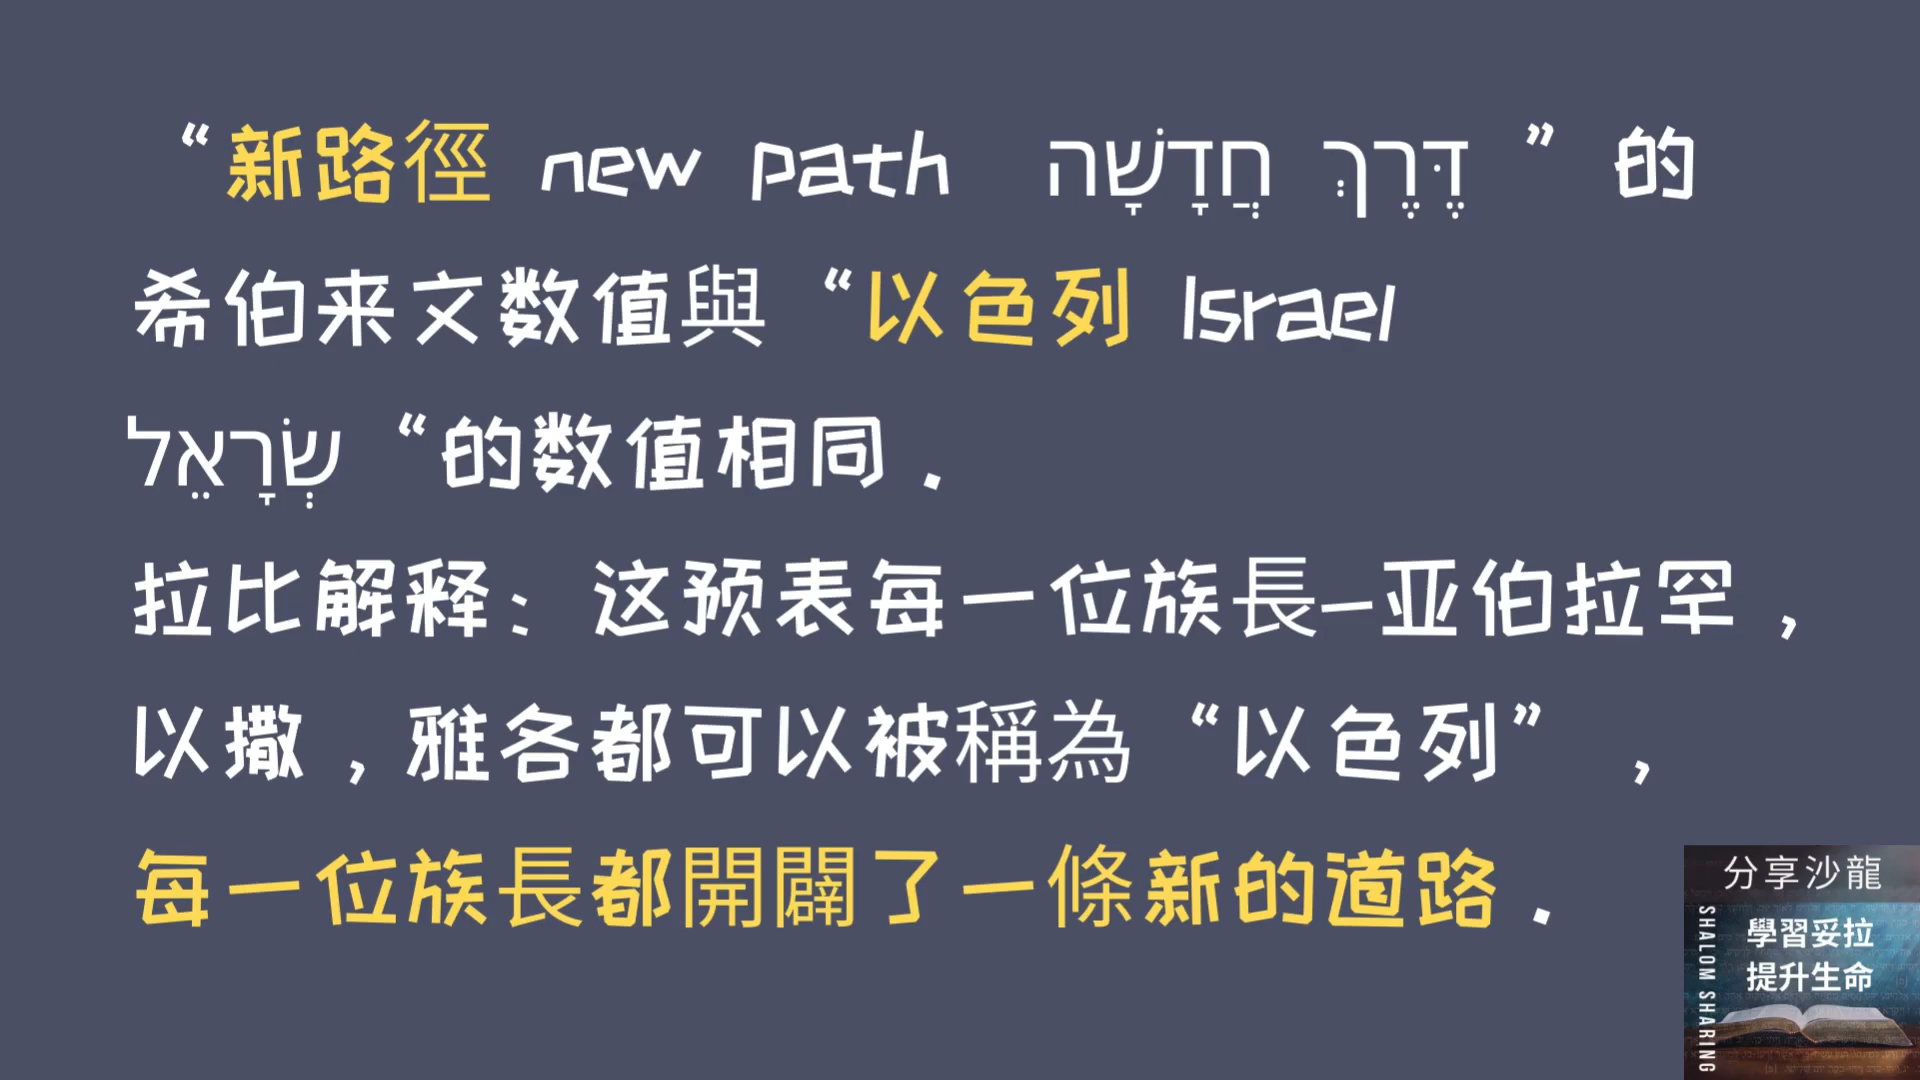 “新路徑 new path דֶּרֶךְ חֲדָשָׁה ” 的
希伯来文数值與“以色列 Israel
שְׂרָאֵל “的数值相同.
拉比解释: 这预表每一位族長–亚伯拉罕,
以撒,雅各都可以被稱為“以色列”,
每一位族長都開闢了一條新的道路.
分享沙龍
學習妥拉
提升生命
SHALOM SHARING